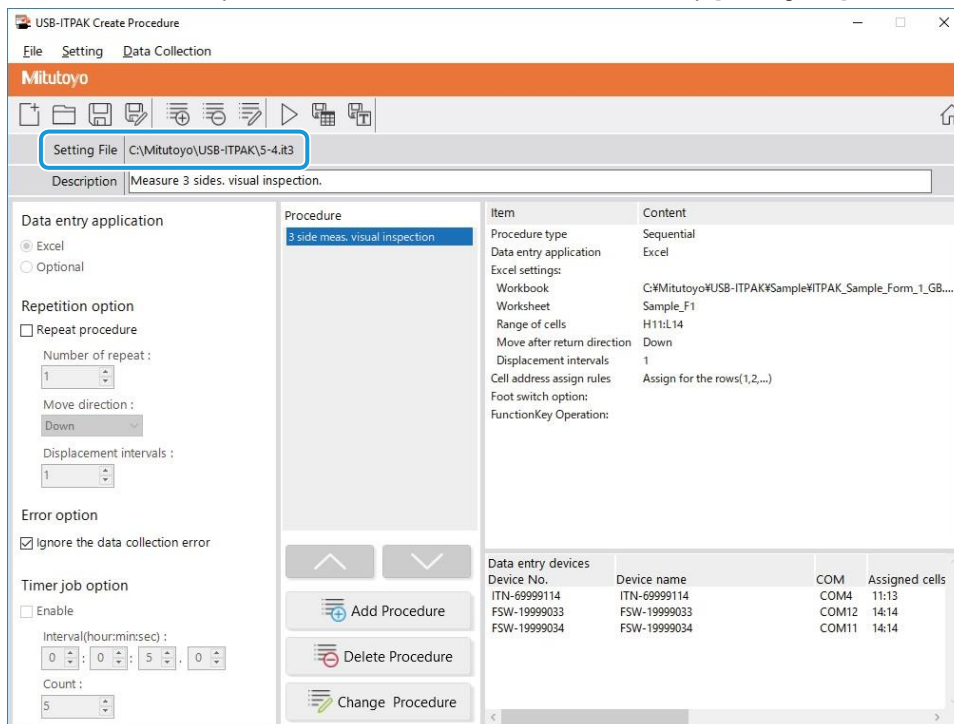 USB-ITPAK Create Procedure
File Setting Data Collection
Mitutoyo
Setting File C:\Mitutoyo\USB-ITPAK\5-4.it3
Description Measure 3 sides. visual inspection.
Data entry application
Excel
Optional
Repetition option
Repeat procedure
Number of repeat :
1
Move direction :
Down
Displacement intervals :
1
Error option
Ignore the data collection error
Timer job option
Enable
Interval(hour:min:sec) :
0 : 0 : 5 . 0
Count :
5
Procedure
3 side meas. visual inspection
Add Procedure
Delete Procedure
Change Procedure
Item Content
Procedure type Sequential
Data entry application Excel
Excel settings:
Workbook C:¥Mitutoyo¥USB-ITPAK¥Sample¥ITPAK_Sample_Form_1_GB....
Worksheet Sample_F1
Range of cells H11:L14
Move after return direction Down
Displacement intervals 1
Cell address assign rules Assign for the rows(1,2,...)
Foot switch option:
FunctionKey Operation:
Data entry devices
Device No. Device name COM Assigned cells
ITN-69999114 ITN-69999114 COM4 11:13
FSW-19999033 FSW-19999033 COM12 14:14
FSW-19999034 FSW-19999034 COM11 14:14